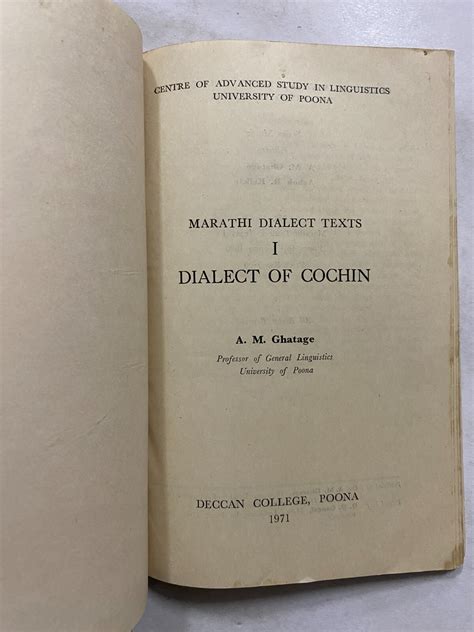 CENTRE OF ADVANCED STUDY IN LINGUISTICS
UNIVERSITY OF POONA
MARATHI DIALECT TEXTS
I
DIALECT OF COCHIN
A. M. Ghatage
Professor of General Linguistics
University of Poona
DECCAN COLLEGE, POONA
1971